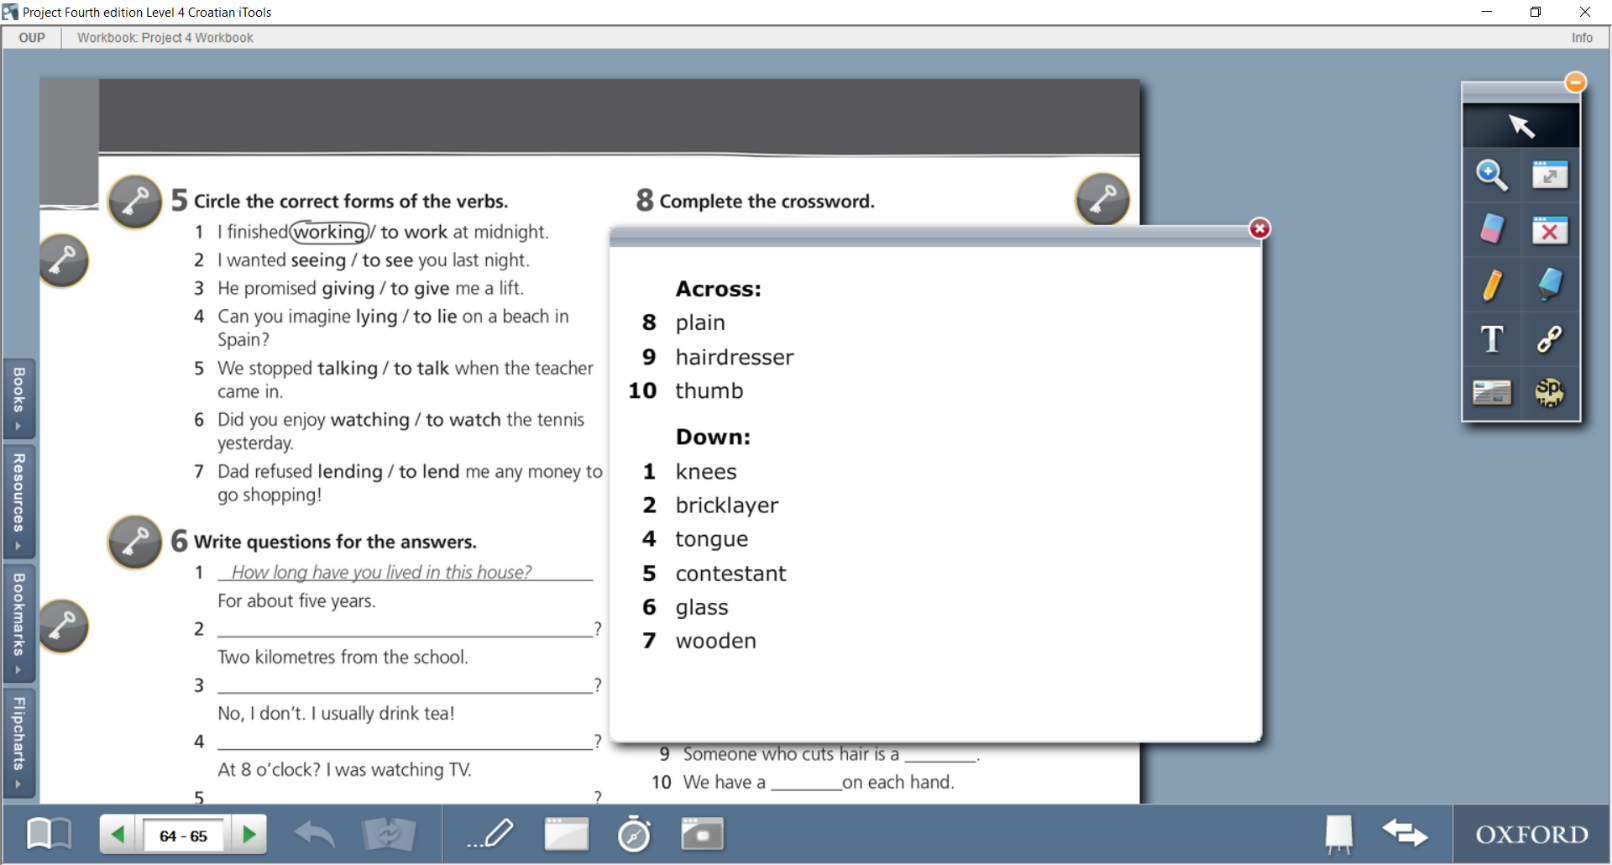 Project Fourth edition Level 4 Croatian iTools
OUP
Workbook: Project 4 Workbook
Info
5 Circle the correct forms of the verbs.
1 I finished working / to work at midnight.
2 I wanted seeing / to see you last night.
3 He promised giving / to give me a lift.
4 Can you imagine lying / to lie on a beach in
Spain?
5 We stopped talking / to talk when the teacher
came in.
6 Did you enjoy watching / to watch the tennis
yesterday.
7 Dad refused lending / to lend me any money to
go shopping!
6 Write questions for the answers.
1 How long have you lived in this house?
For about five years.
2 ?
Two kilometres from the school.
3 ?
No, I don't. I usually drink tea!
4 ?
At 8 o'clock? I was watching TV.
5 ?
8 Complete the crossword.
Across:
8 plain
9 hairdresser
10 thumb
Down:
1 knees
2 bricklayer
4 tongue
5 contestant
6 glass
7 wooden
9 Someone who cuts hair is a ________.
10 We have a ________on each hand.
Books
Resources
Bookmarks
Flipcharts
T
Spo
64 - 65
OXFORD